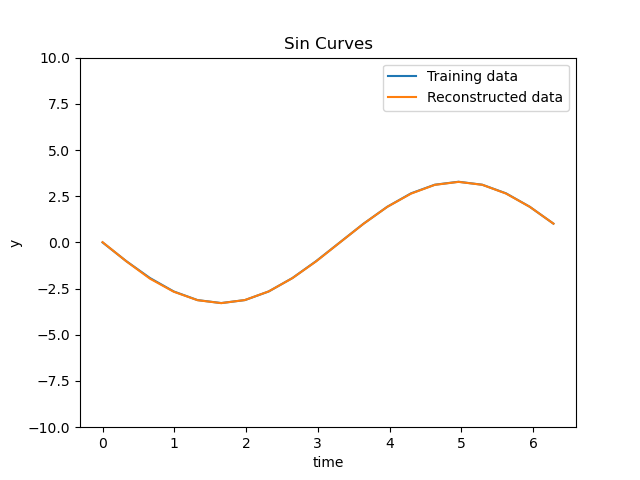 Sin Curves
Training data
Reconstructed data
10.0
7.5
5.0
2.5
0.0
−2.5
−5.0
−7.5
−10.0
y
0 1 2 3 4 5 6
time